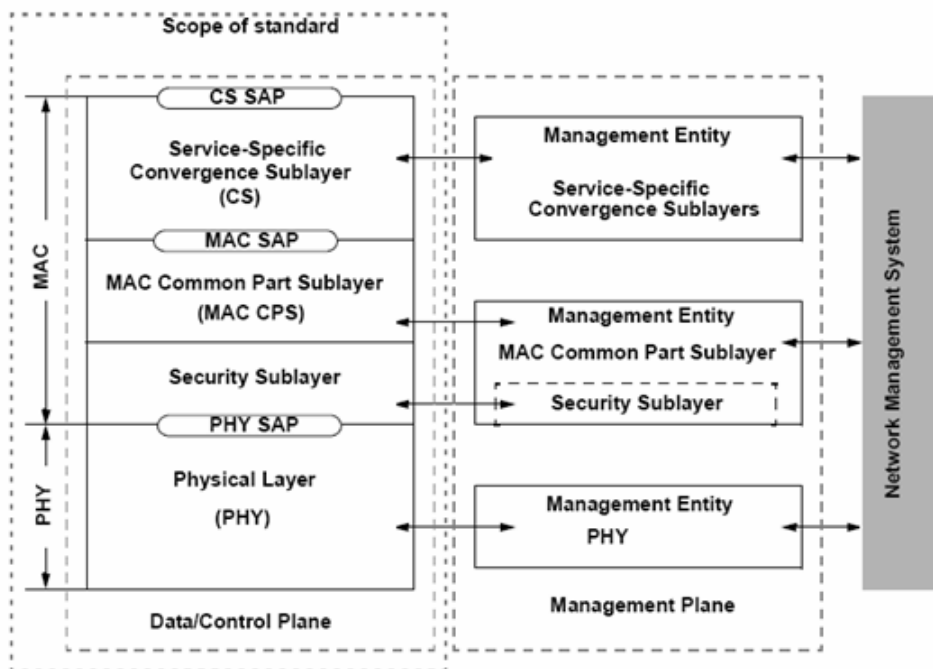 Scope of standard
CS SAP
Service-Specific
Convergence Sublayer
(CS)
MAC SAP
MAC Common Part Sublayer
(MAC CPS)
Security Sublayer
PHY SAP
Physical Layer
(PHY)
Data/Control Plane
MAC
PHY
Management Entity
Service-Specific
Convergence Sublayers
Management Entity
MAC Common Part Sublayer
Security Sublayer
Management Entity
PHY
Management Plane
Network Management System